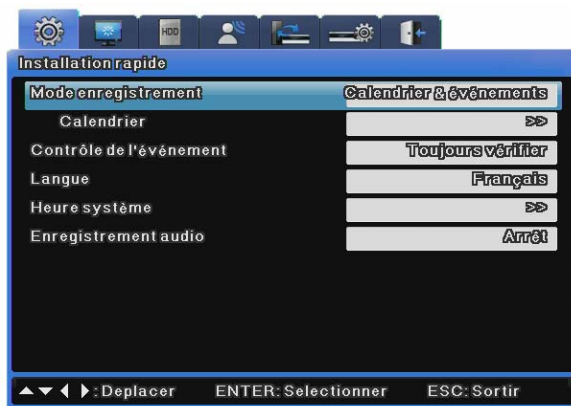 HDD
Installation rapide
Mode enregistrement Calendrier & événements
Calendrier >>
Contrôle de l'événement Toujours vérifier
Langue Français
Heure système >>
Enregistrement audio Arrêt
▲▼◀ ▶:Deplacer ENTER:Selectionner ESC:Sortir